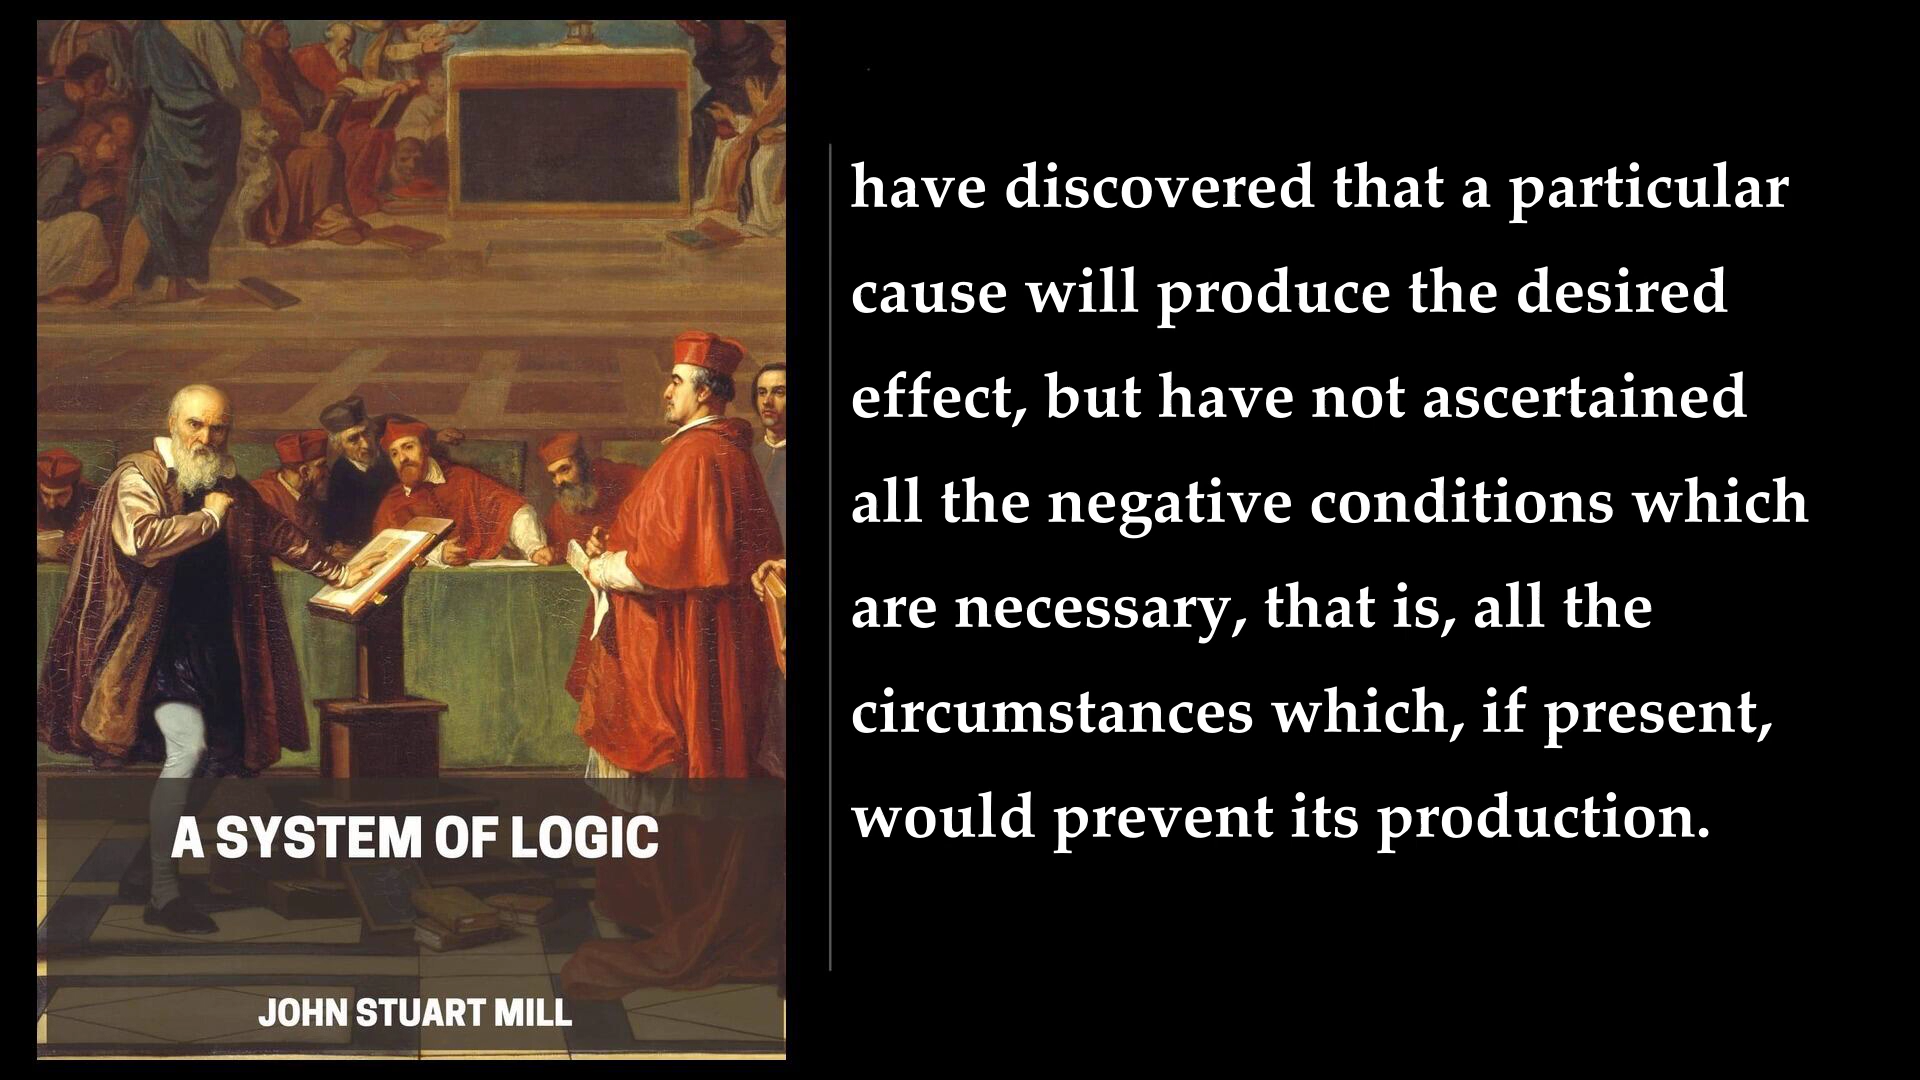 A SYSTEM OF LOGIC
JOHN STUART MILL
have discovered that a particular
cause will produce the desired
effect, but have not ascertained
all the negative conditions which
are necessary, that is, all the
circumstances which, if present,
would prevent its production.